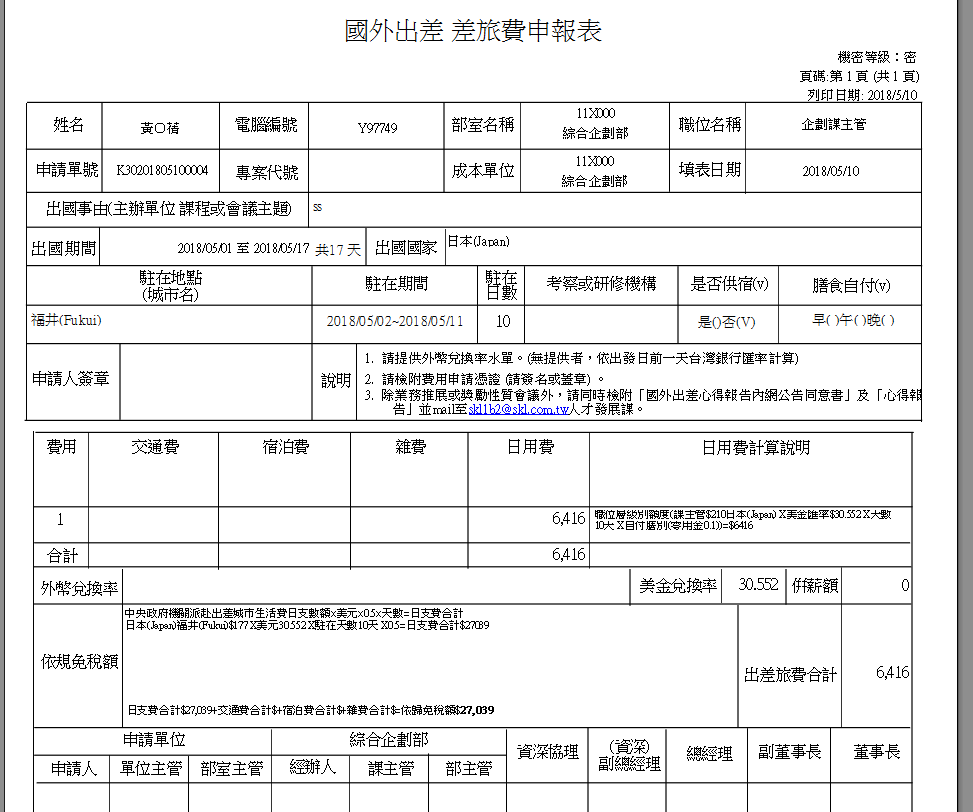 國外出差 差旅費申報表
機密等級：密
頁碼:第 1 頁 (共 1 頁)
列印日期: 2018/5/10
姓名 黃○蒨 電腦編號 Y97749 部室名稱 11X000 綜合企劃部 職位名稱 企劃課主管
申請單號 K30201805100004 專案代號 成本單位 11X000 綜合企劃部 填表日期 2018/05/10
出國事由(主辦單位 課程或會議主題) ss
出國期間 2018/05/01 至 2018/05/17 共17 天 出國國家 日本(Japan)
駐在地點 (城市名) 駐在期間 駐在日數 考察或研修機構 是否供宿(v) 膳食自付(v)
福井(Fukui) 2018/05/02~2018/05/11 10 是()否(V) 早( )午( )晚( )
申請人簽章 說明
1. 請提供外幣兌換率水單。(無提供者，依出發日前一天台灣銀行匯率計算)
2. 請檢附費用申請憑證 (請簽名或蓋章) 。
3. 除業務推展或獎勵性質會議外，請同時檢附「國外出差心得報告內網公告同意書」及「心得報
告」並mail至skl1b2@skl.com.tw人才發展課。
費用 交通費 宿泊費 雜費 日用費 日用費計算說明
1 6,416 職位層級別額度(課主管$210日本(Japan) X美金匯率$30.552 X天數
10天 X自付膳別(零用金0.1))=$6416
合計 6,416
外幣兌換率 美金兌換率 30.552 併薪額 0
依規免稅額
中央政府機關派赴出差城市生活費日支數額x美元x0.5x天數=日支費合計
日本(Japan)福井(Fukui)$177 X美元30.552 X駐在天數10天 X0.5=日支費合計$27039
日支費合計$27,039+交通費合計$+宿泊費合計$+雜費合計$=依歸免稅額$27,039
出差旅費合計 6,416
申請單位 綜合企劃部 資深協理 (資深) 副總經理 總經理 副董事長 董事長
申請人 單位主管 部室主管 經辦人 課主管 部主管